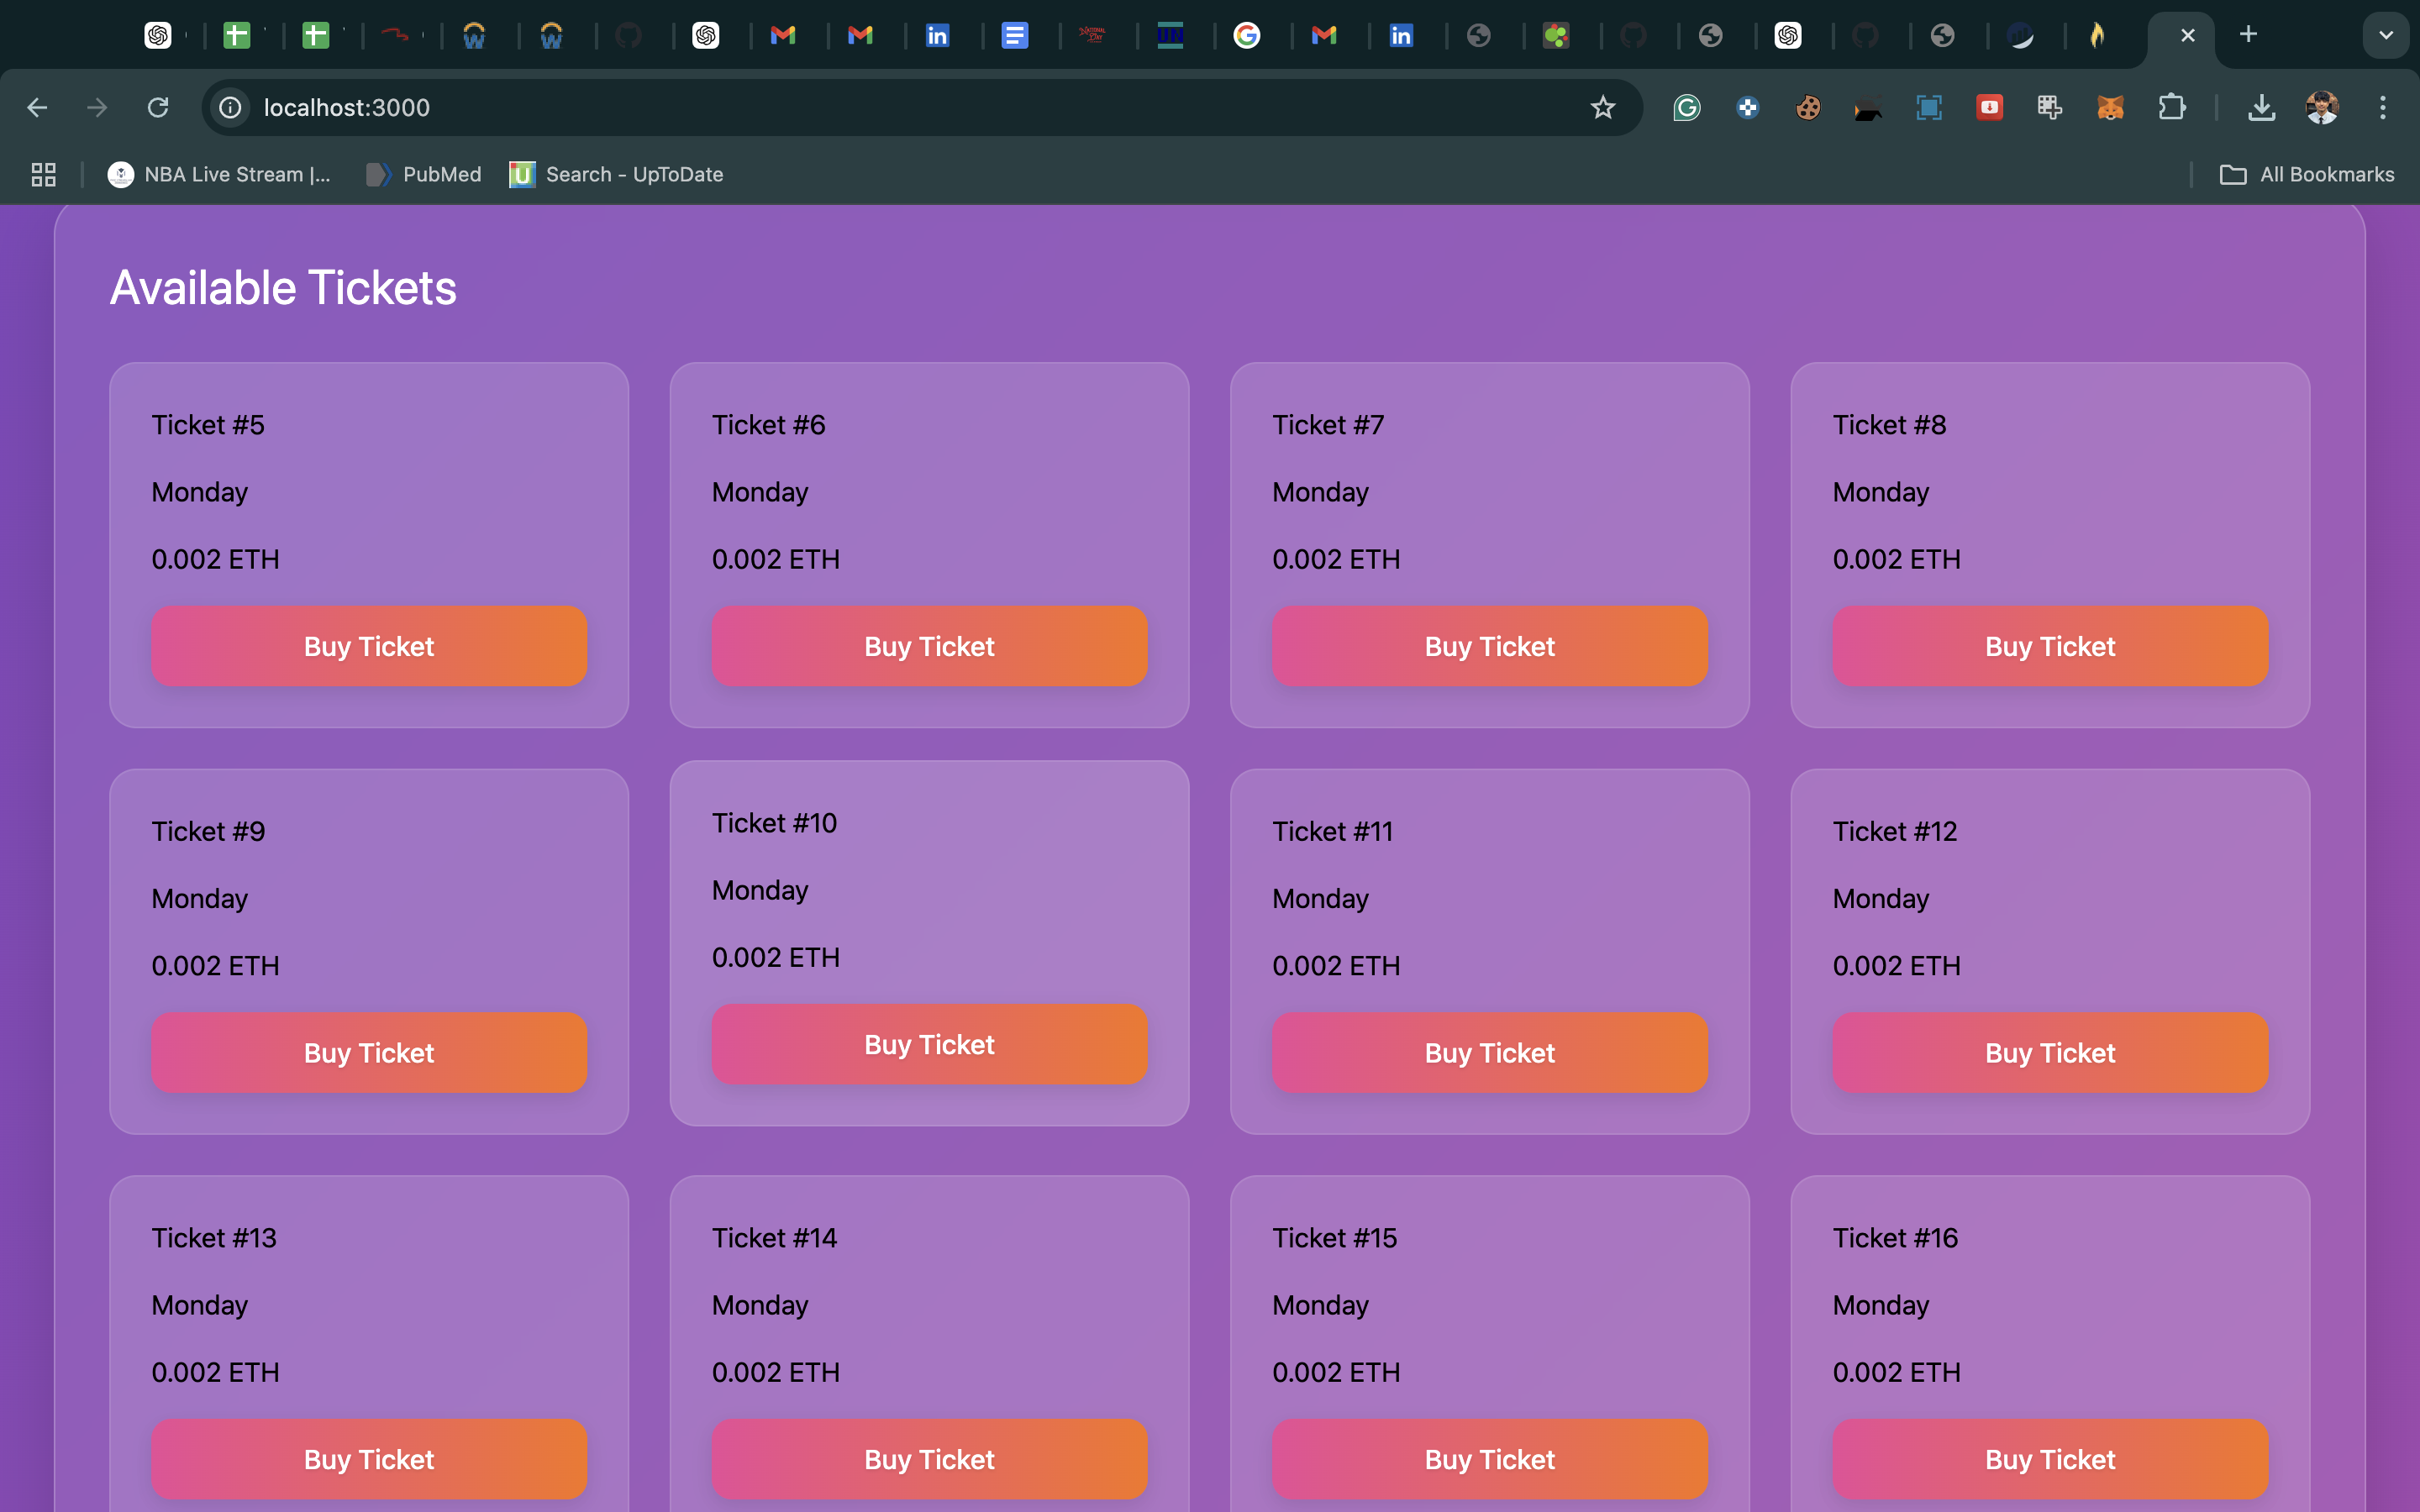 localhost:3000
NBA Live Stream |...
PubMed
Search - UpToDate
All Bookmarks
Available Tickets
Ticket #5
Monday
0.002 ETH
Buy Ticket
Ticket #6
Monday
0.002 ETH
Buy Ticket
Ticket #7
Monday
0.002 ETH
Buy Ticket
Ticket #8
Monday
0.002 ETH
Buy Ticket
Ticket #9
Monday
0.002 ETH
Buy Ticket
Ticket #10
Monday
0.002 ETH
Buy Ticket
Ticket #11
Monday
0.002 ETH
Buy Ticket
Ticket #12
Monday
0.002 ETH
Buy Ticket
Ticket #13
Monday
0.002 ETH
Buy Ticket
Ticket #14
Monday
0.002 ETH
Buy Ticket
Ticket #15
Monday
0.002 ETH
Buy Ticket
Ticket #16
Monday
0.002 ETH
Buy Ticket